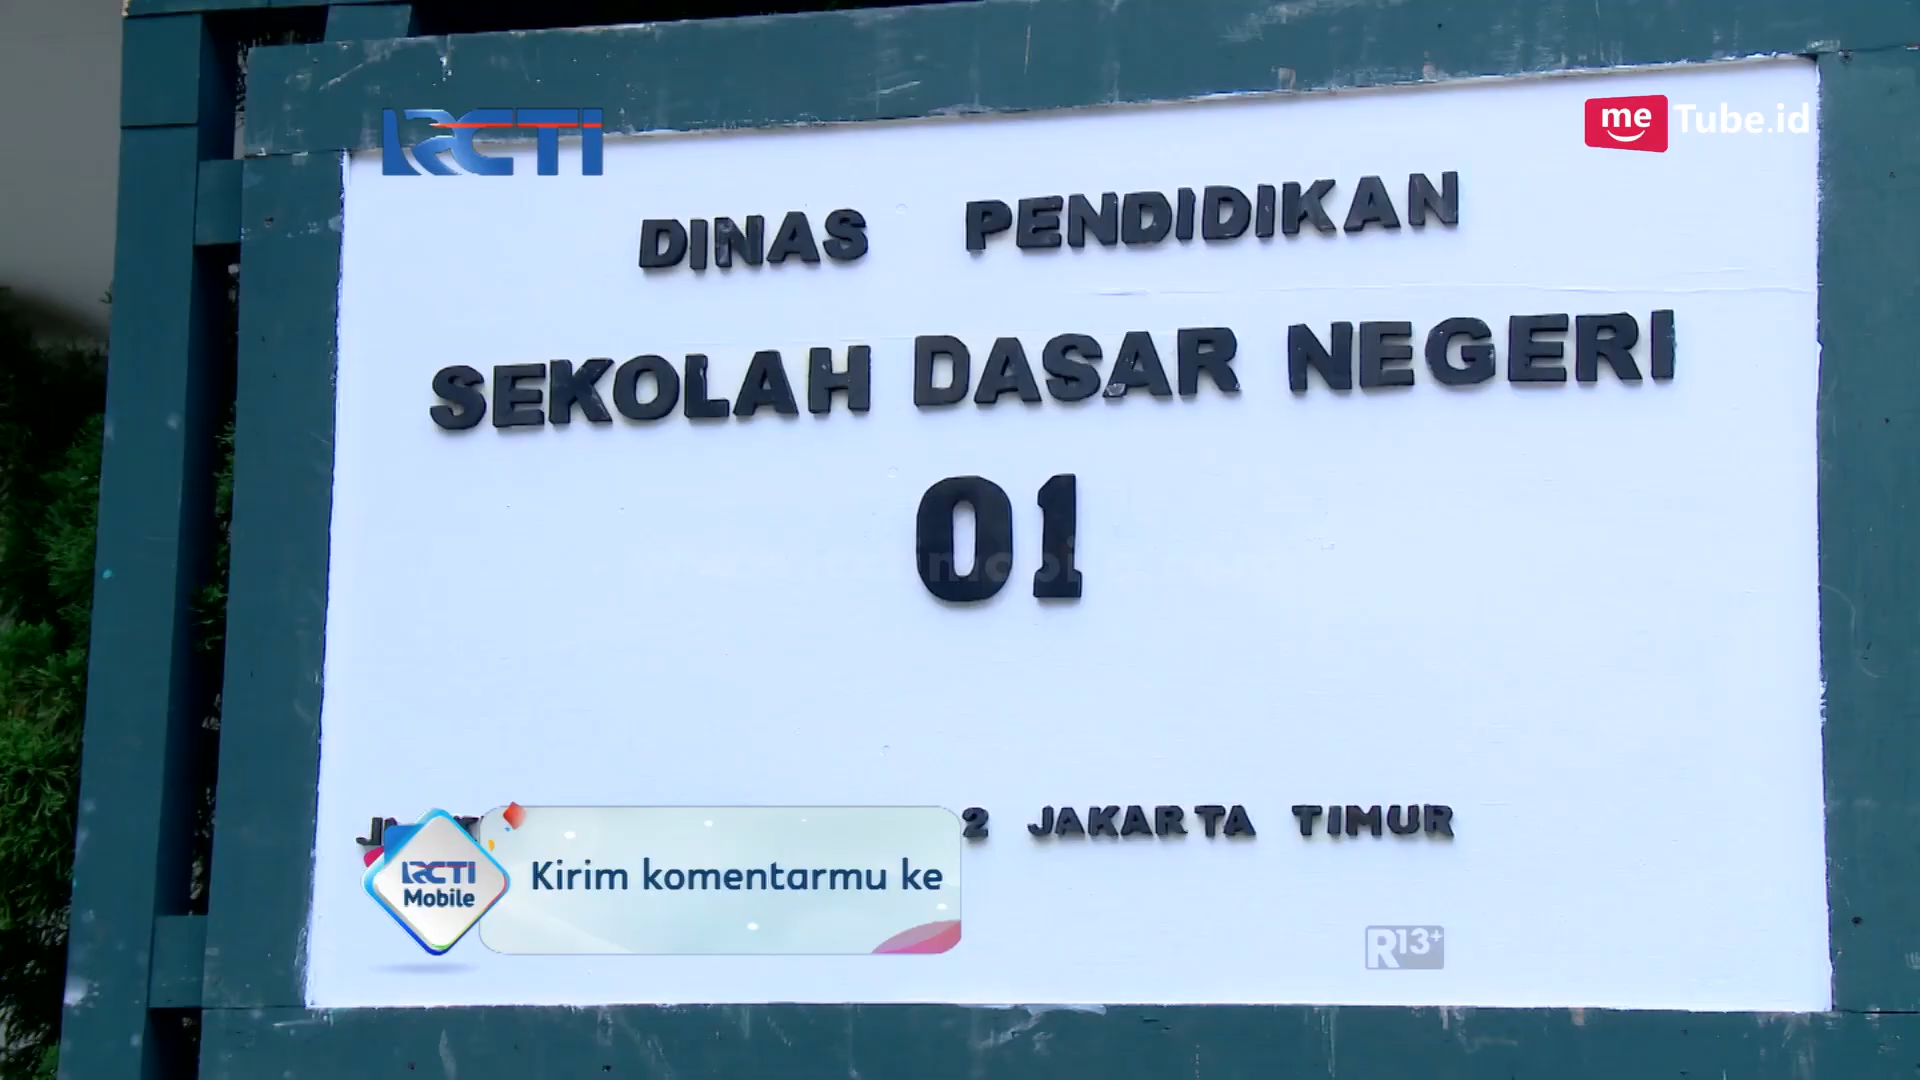 RCTI
me Tube.id
DINAS PENDIDIKAN
SEKOLAH DASAR NEGERI
01
2 JAKARTA TIMUR
RCTI
Mobile
Kirim komentarmu ke
R13+